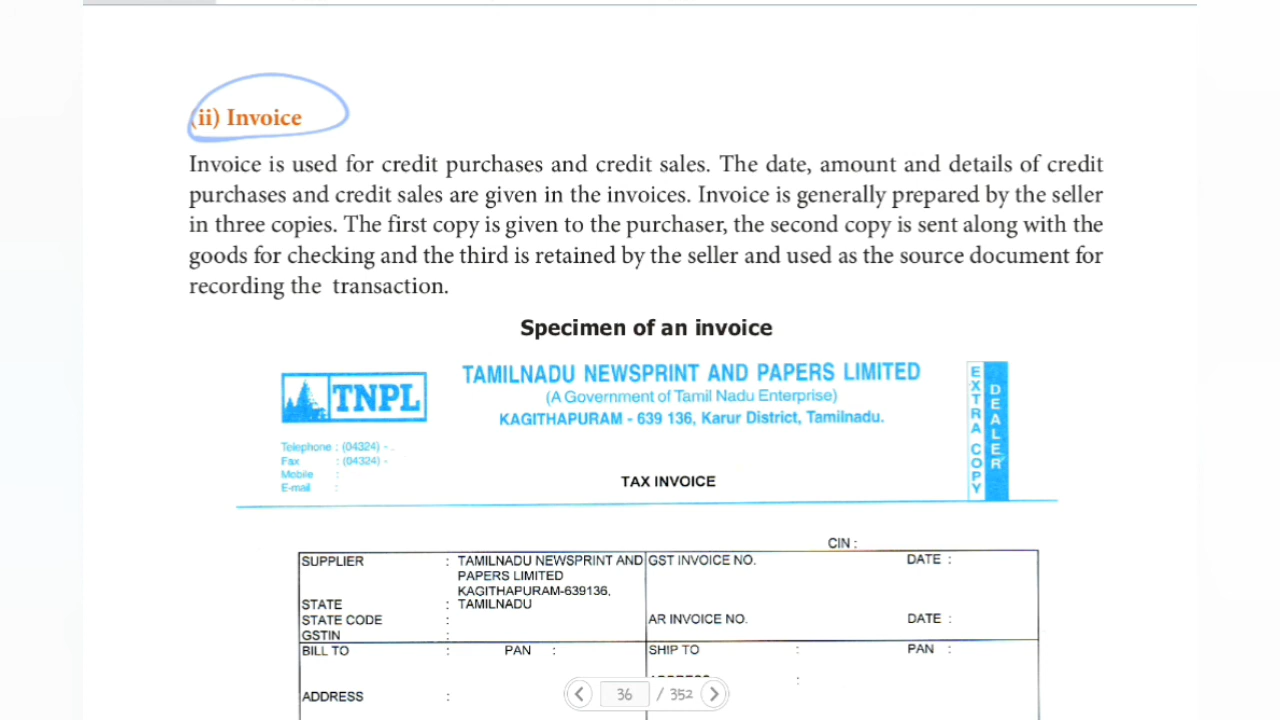 (ii) Invoice
Invoice is used for credit purchases and credit sales. The date, amount and details of credit
purchases and credit sales are given in the invoices. Invoice is generally prepared by the seller
in three copies. The first copy is given to the purchaser, the second copy is sent along with the
goods for checking and the third is retained by the seller and used as the source document for
recording the transaction.
Specimen of an invoice
TNPL
TAMILNADU NEWSPRINT AND PAPERS LIMITED
(A Government of Tamil Nadu Enterprise)
KAGITHAPURAM - 639 136, Karur District, Tamilnadu.
EXTRA COPY
DEALER
Telephone : (04324) - .
Fax : (04324) -
Mobile :
E-mail :
TAX INVOICE
CIN :
SUPPLIER : TAMILNADU NEWSPRINT AND
PAPERS LIMITED
KAGITHAPURAM-639136,
STATE : TAMILNADU
STATE CODE :
GSTIN :
GST INVOICE NO. DATE :
AR INVOICE NO. DATE :
BILL TO : PAN :
SHIP TO : PAN :
ADDRESS :
36 / 352